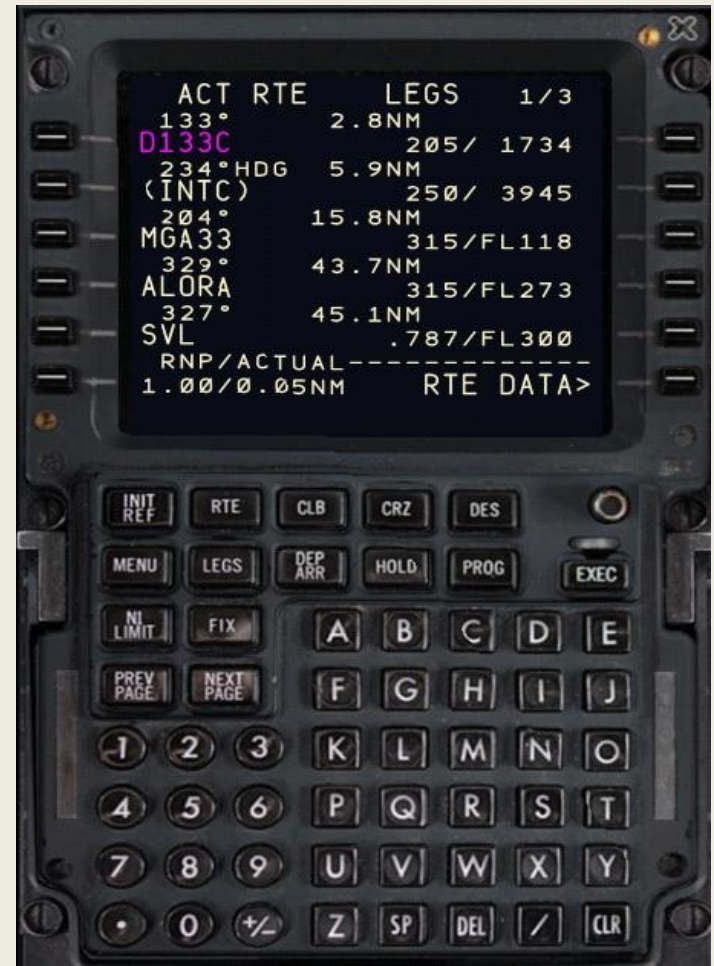 ACT RTE LEGS 1/3
133° 2.8NM
D133C 205/ 1734
234°HDG 5.9NM
(INTC) 250/ 3945
204° 15.8NM
MGA33 315/FL118
329° 43.7NM
ALORA 315/FL273
327° 45.1NM
SVL .787/FL300
RNP/ACTUAL--------------
1.00/0.05NM RTE DATA>
INIT REF RTE CLB CRZ DES
MENU LEGS DEP ARR HOLD PROG EXEC
N1 LIMIT FIX A B C D E
PREV PAGE NEXT PAGE F G H I J
1 2 3 K L M N O
4 5 6 P Q R S T
7 8 9 U V W X Y
. 0 +/- Z SP DEL / CLR